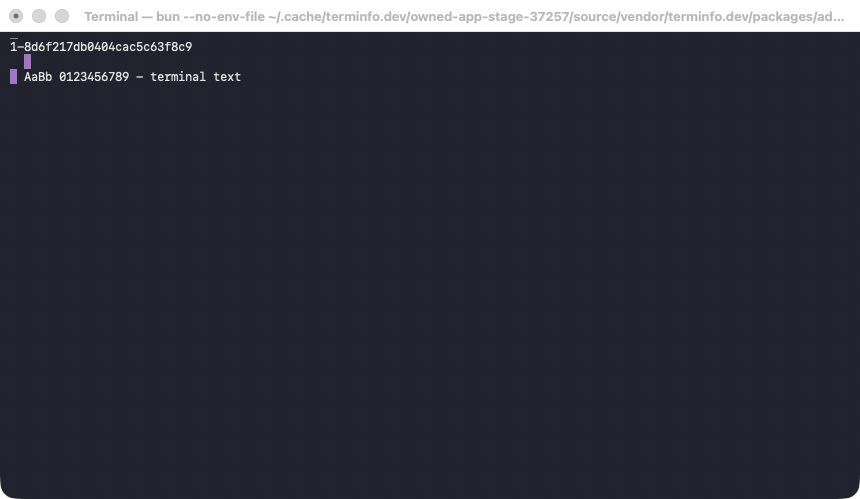 Terminal — bun --no-env-file ~/.cache/terminfo.dev/owned-app-stage-37257/source/vendor/terminfo.dev/packages/ad...
1-8d6f217db0404cac5c63f8c9
AaBb 0123456789 — terminal text